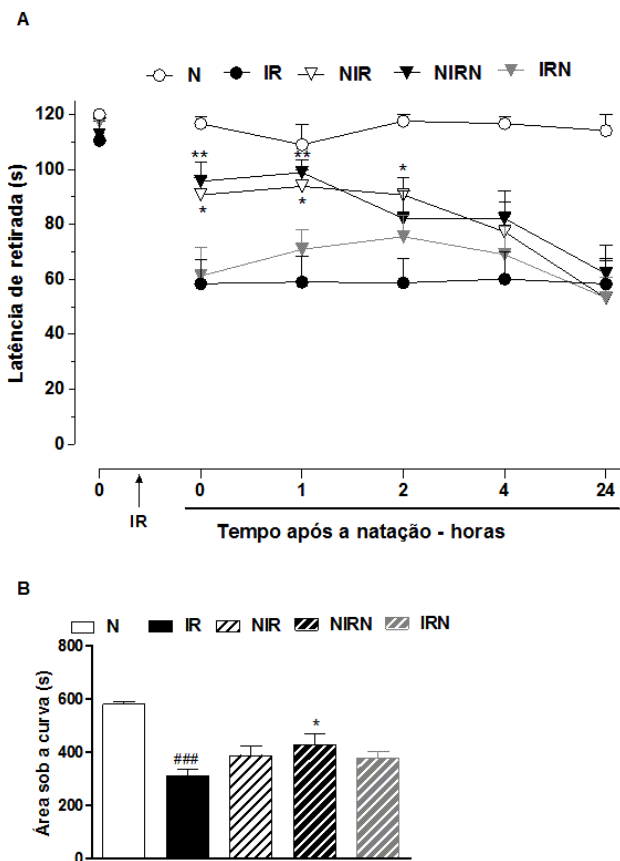 A
N IR NIR NIRN IRN
Latência de retirada (s)
120
100
80
60
40
20
0
** **
*
* *
0 0 1 2 4 24
IR
Tempo após a natação - horas
B
N IR NIR NIRN IRN
Área sob a curva (s)
800
600
400
200
0
###
*